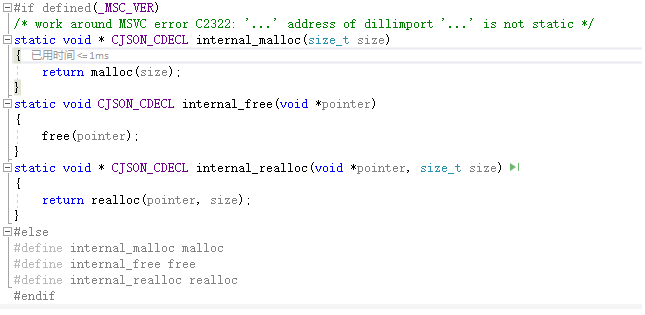 #if defined(_MSC_VER)
/* work around MSVC error C2322: '...' address of dillimport '...' is not static */
static void * CJSON_CDECL internal_malloc(size_t size)
{ 已用时间 <= 1ms
    return malloc(size);
}
static void CJSON_CDECL internal_free(void *pointer)
{
    free(pointer);
}
static void * CJSON_CDECL internal_realloc(void *pointer, size_t size)
{
    return realloc(pointer, size);
}
#else
#define internal_malloc malloc
#define internal_free free
#define internal_realloc realloc
#endif